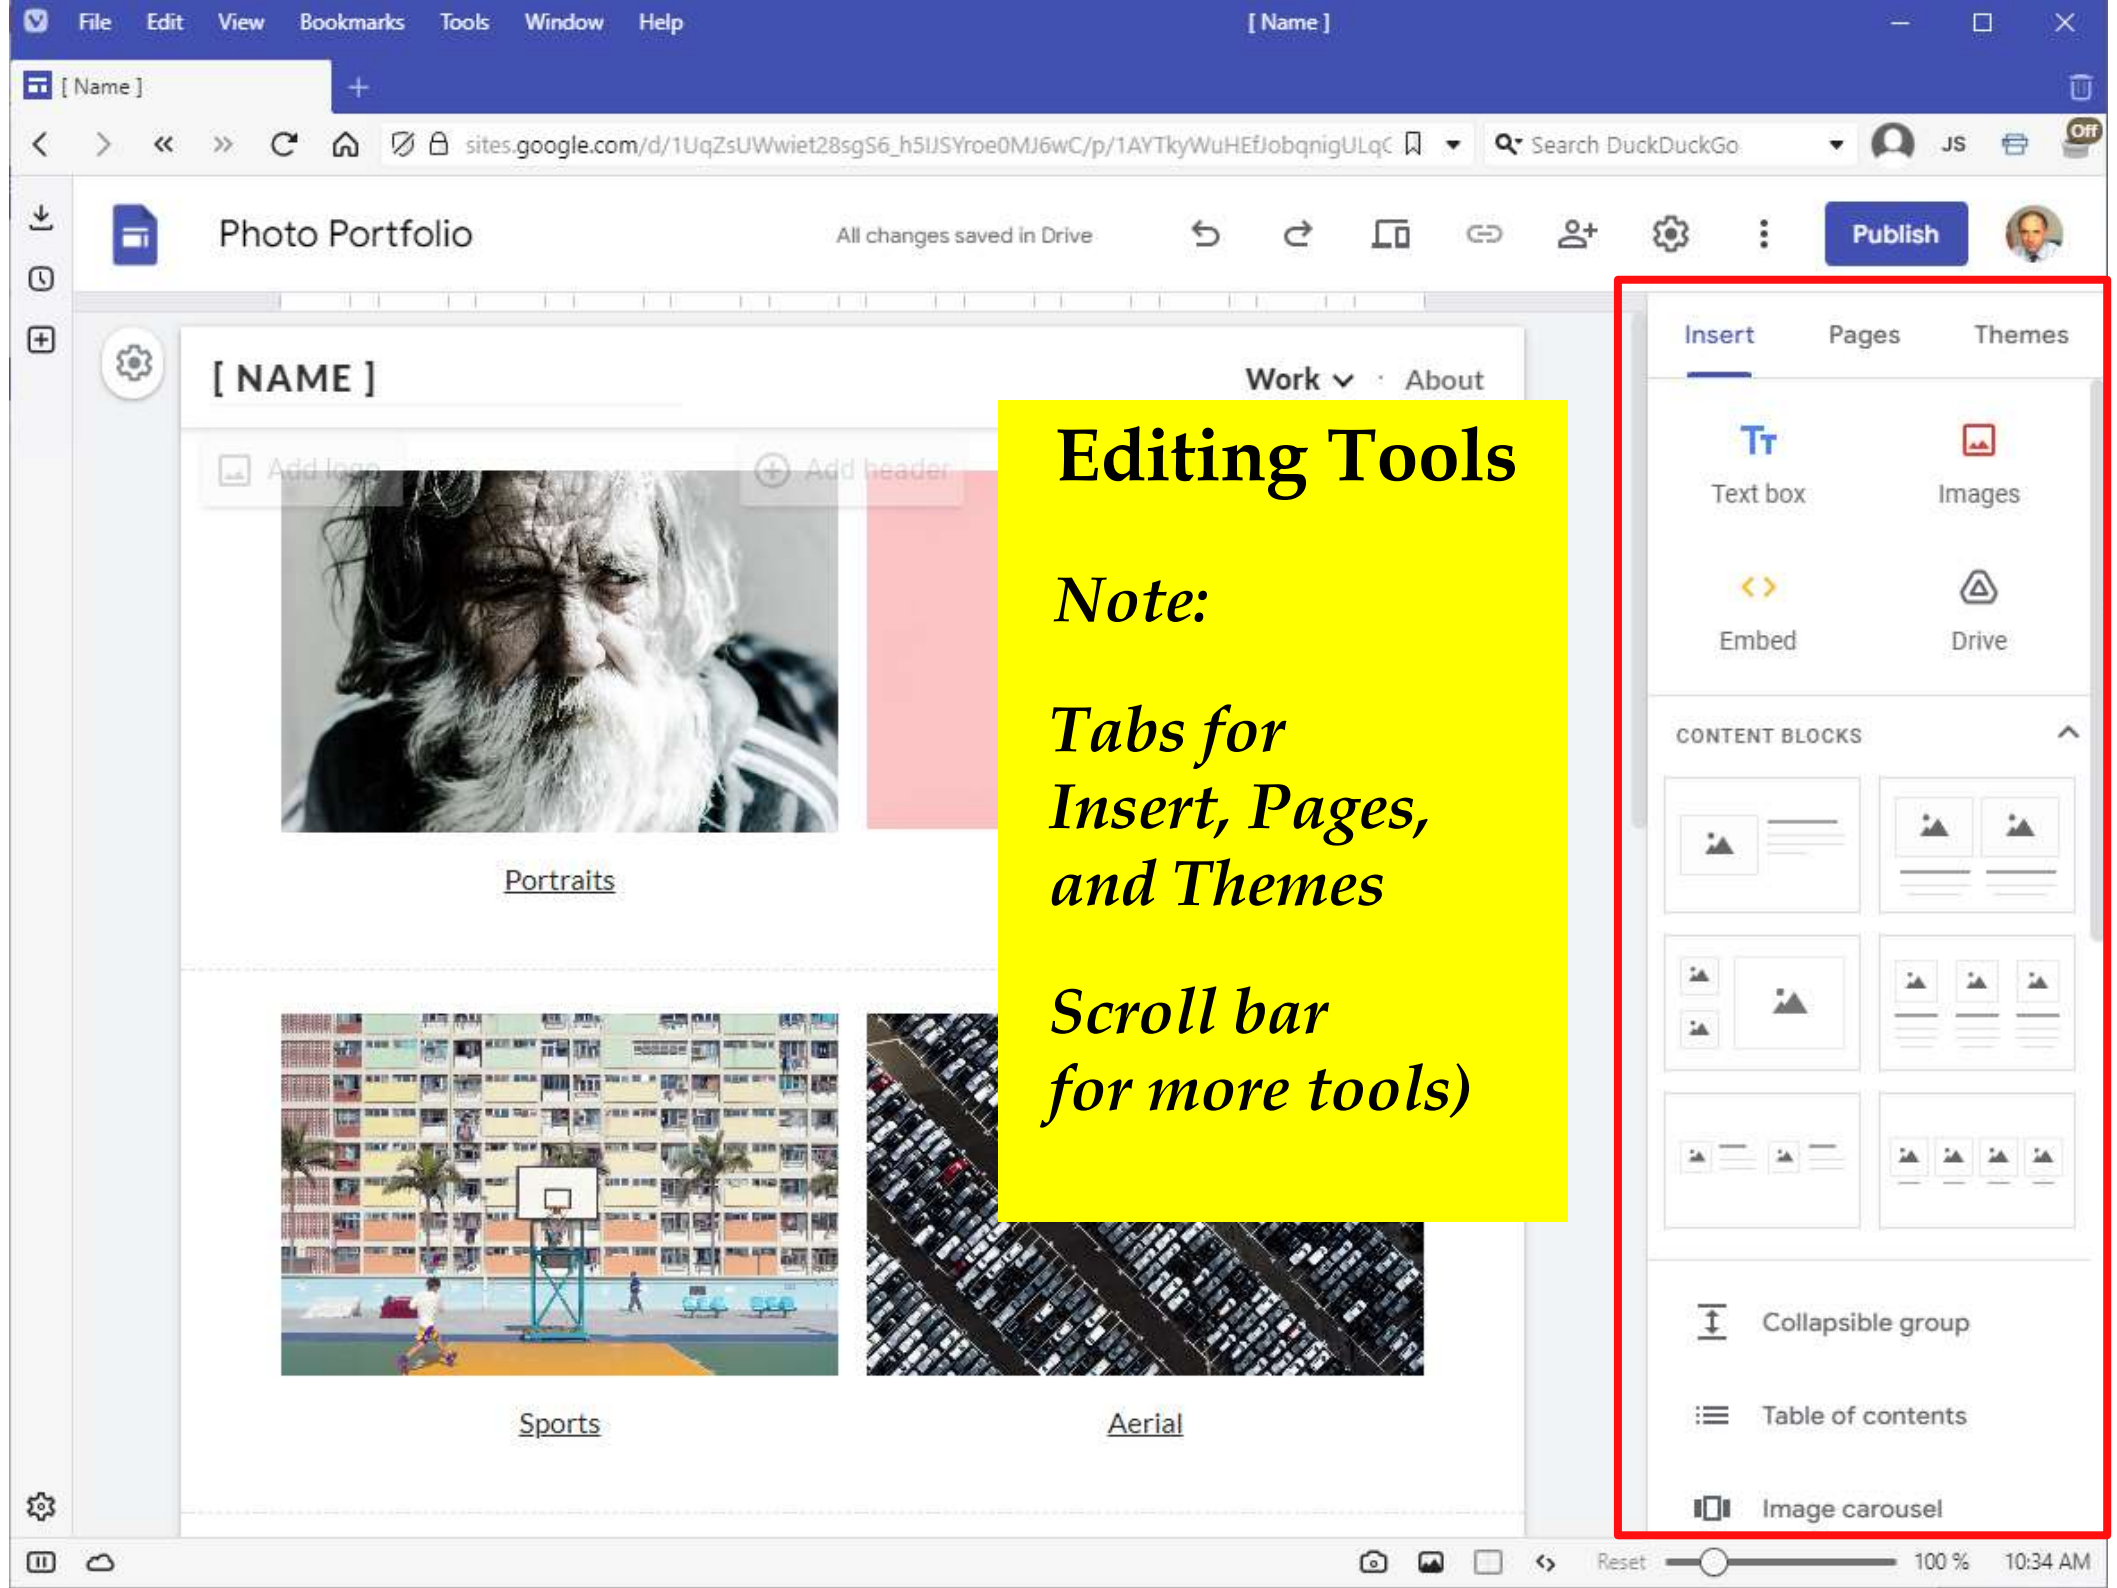 File Edit View Bookmarks Tools Window Help [ Name ]
[ Name ]
sites.google.com/d/1UqZsUWwiet28sgS6_h5IJSYroe0MJ6wC/p/1AYTkyWuHEfJobqnigULqC Search DuckDuckGo JS Off
Photo Portfolio All changes saved in Drive Publish
Insert Pages Themes
[ NAME ] Work · About
Add logo Add header
Editing Tools
Note:
Tabs for
Insert, Pages,
and Themes
Scroll bar
for more tools)
Portraits
Sports Aerial
Text box Images
Embed Drive
CONTENT BLOCKS
Collapsible group
Table of contents
Image carousel
Reset 100 % 10:34 AM